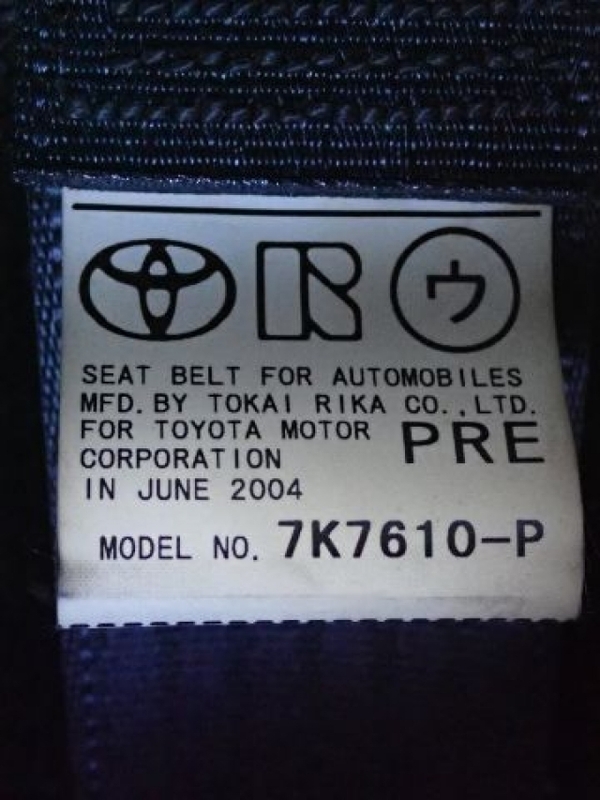 R ウ
SEAT BELT FOR AUTOMOBILES
MFD. BY TOKAI RIKA CO., LTD.
FOR TOYOTA MOTOR
CORPORATION
PRE
IN JUNE 2004
MODEL NO. 7K7610-P